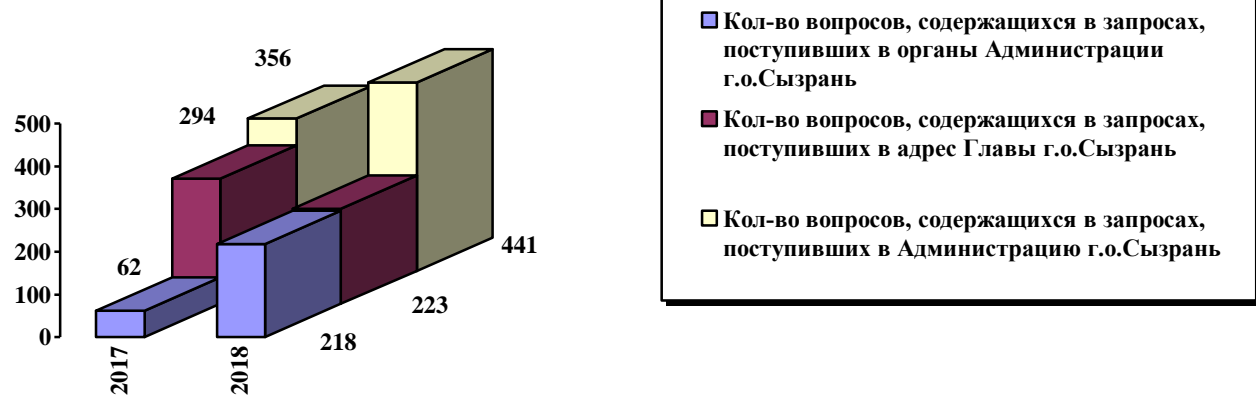 356
294
500
400
300
200
100
0
62
441
223
218
2017
2018
Кол-во вопросов, содержащихся в запросах,
поступивших в органы Администрации
г.о.Сызрань
Кол-во вопросов, содержащихся в запросах,
поступивших в адрес Главы г.о.Сызрань
Кол-во вопросов, содержащихся в запросах,
поступивших в Администрацию г.о.Сызрань